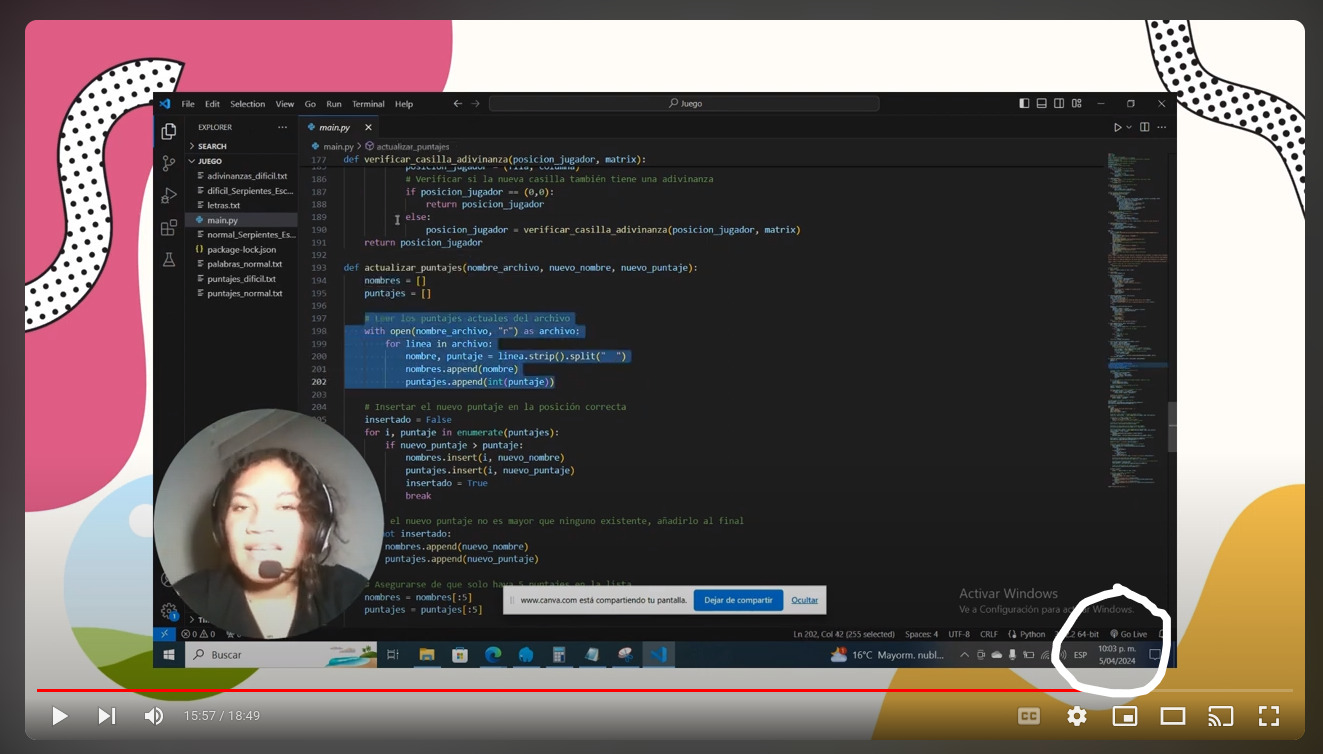 File Edit Selection View Go Run Terminal Help
Juego
EXPLORER
main.py
SEARCH
JUEGO
adivinanzas_dificil.txt
dificil_Serpientes_Esc...
letras.txt
main.py
normal_Serpientes_Es...
package-lock.json
palabras_normal.txt
puntajes_dificil.txt
puntajes_normal.txt
main.py > actualizar_puntajes
177 def verificar_casilla_adivinanza(posicion_jugador, matrix):
186 # Verificar si la nueva casilla también tiene una adivinanza
187 if posicion_jugador == (0,0):
188 return posicion_jugador
189 else:
190 posicion_jugador = verificar_casilla_adivinanza(posicion_jugador, matrix)
191 return posicion_jugador
192
193 def actualizar_puntajes(nombre_archivo, nuevo_nombre, nuevo_puntaje):
194 nombres = []
195 puntajes = []
196
197 # Leer los puntajes actuales del archivo
198 with open(nombre_archivo, "r") as archivo:
199 for linea in archivo:
200 nombre, puntaje = linea.strip().split("  ")
201 nombres.append(nombre)
202 puntajes.append(int(puntaje))
203
204 # Insertar el nuevo puntaje en la posición correcta
insertado = False
for i, puntaje in enumerate(puntajes):
if nuevo_puntaje > puntaje:
nombres.insert(i, nuevo_nombre)
puntajes.insert(i, nuevo_puntaje)
insertado = True
break
el nuevo puntaje no es mayor que ninguno existente, añadirlo al final
insertado:
nombres.append(nuevo_nombre)
puntajes.append(nuevo_puntaje)
# Asegurarse de que solo haya 5 puntajes en la lista
nombres = nombres[:5]
puntajes = puntajes[:5]
www.canva.com está compartiendo tu pantalla. Dejar de compartir Ocultar
Activar Windows
Ve a Configuración para activar Windows.
0 0
Ln 202, Col 42 (255 selected) Spaces: 4 UTF-8 CRLF Python 64-bit Go Live
Buscar
16°C Mayorm. nubl...
ESP
10:03 p. m.
5/04/2024
15:57 / 18:49
CC